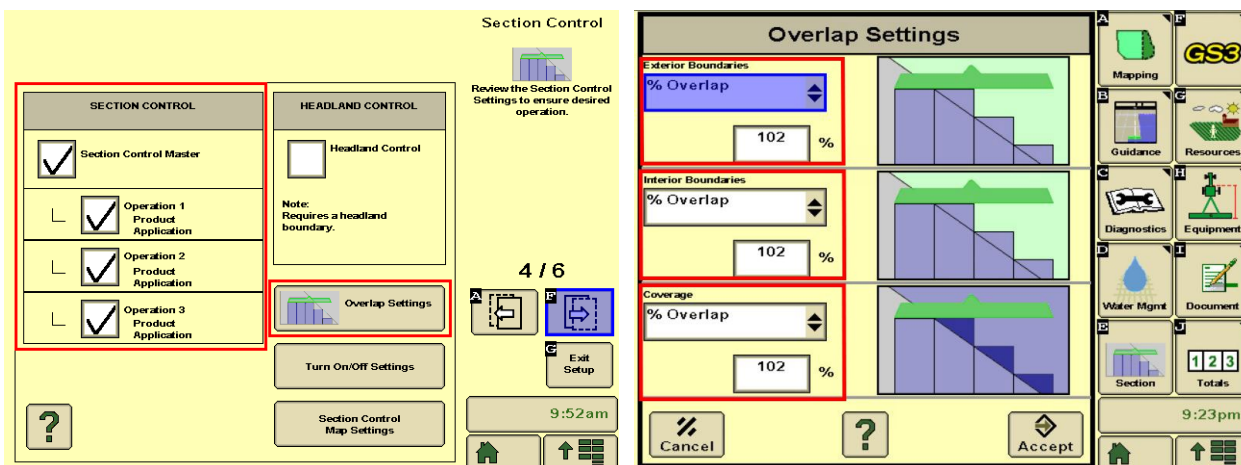 Section Control
Review the Section Control
Settings to ensure desired
operation.
SECTION CONTROL
Section Control Master
Operation 1
Product
Application
Operation 2
Product
Application
Operation 3
Product
Application
HEADLAND CONTROL
Headland Control
Note:
Requires a headland
boundary.
Overlap Settings
Turn On/Off Settings
Section Control
Map Settings
?
4 / 6
A
F
G
Exit
Setup
9:52am
Overlap Settings
Exterior Boundaries
% Overlap
102 %
Interior Boundaries
% Overlap
102 %
Coverage
% Overlap
102 %
Cancel
?
Accept
A
Mapping
F
GS3
B
Guidance
G
Resources
C
Diagnostics
H
Equipment
D
Water Mgmt
I
Document
E
Section
J
1 2 3
Totals
9:23pm